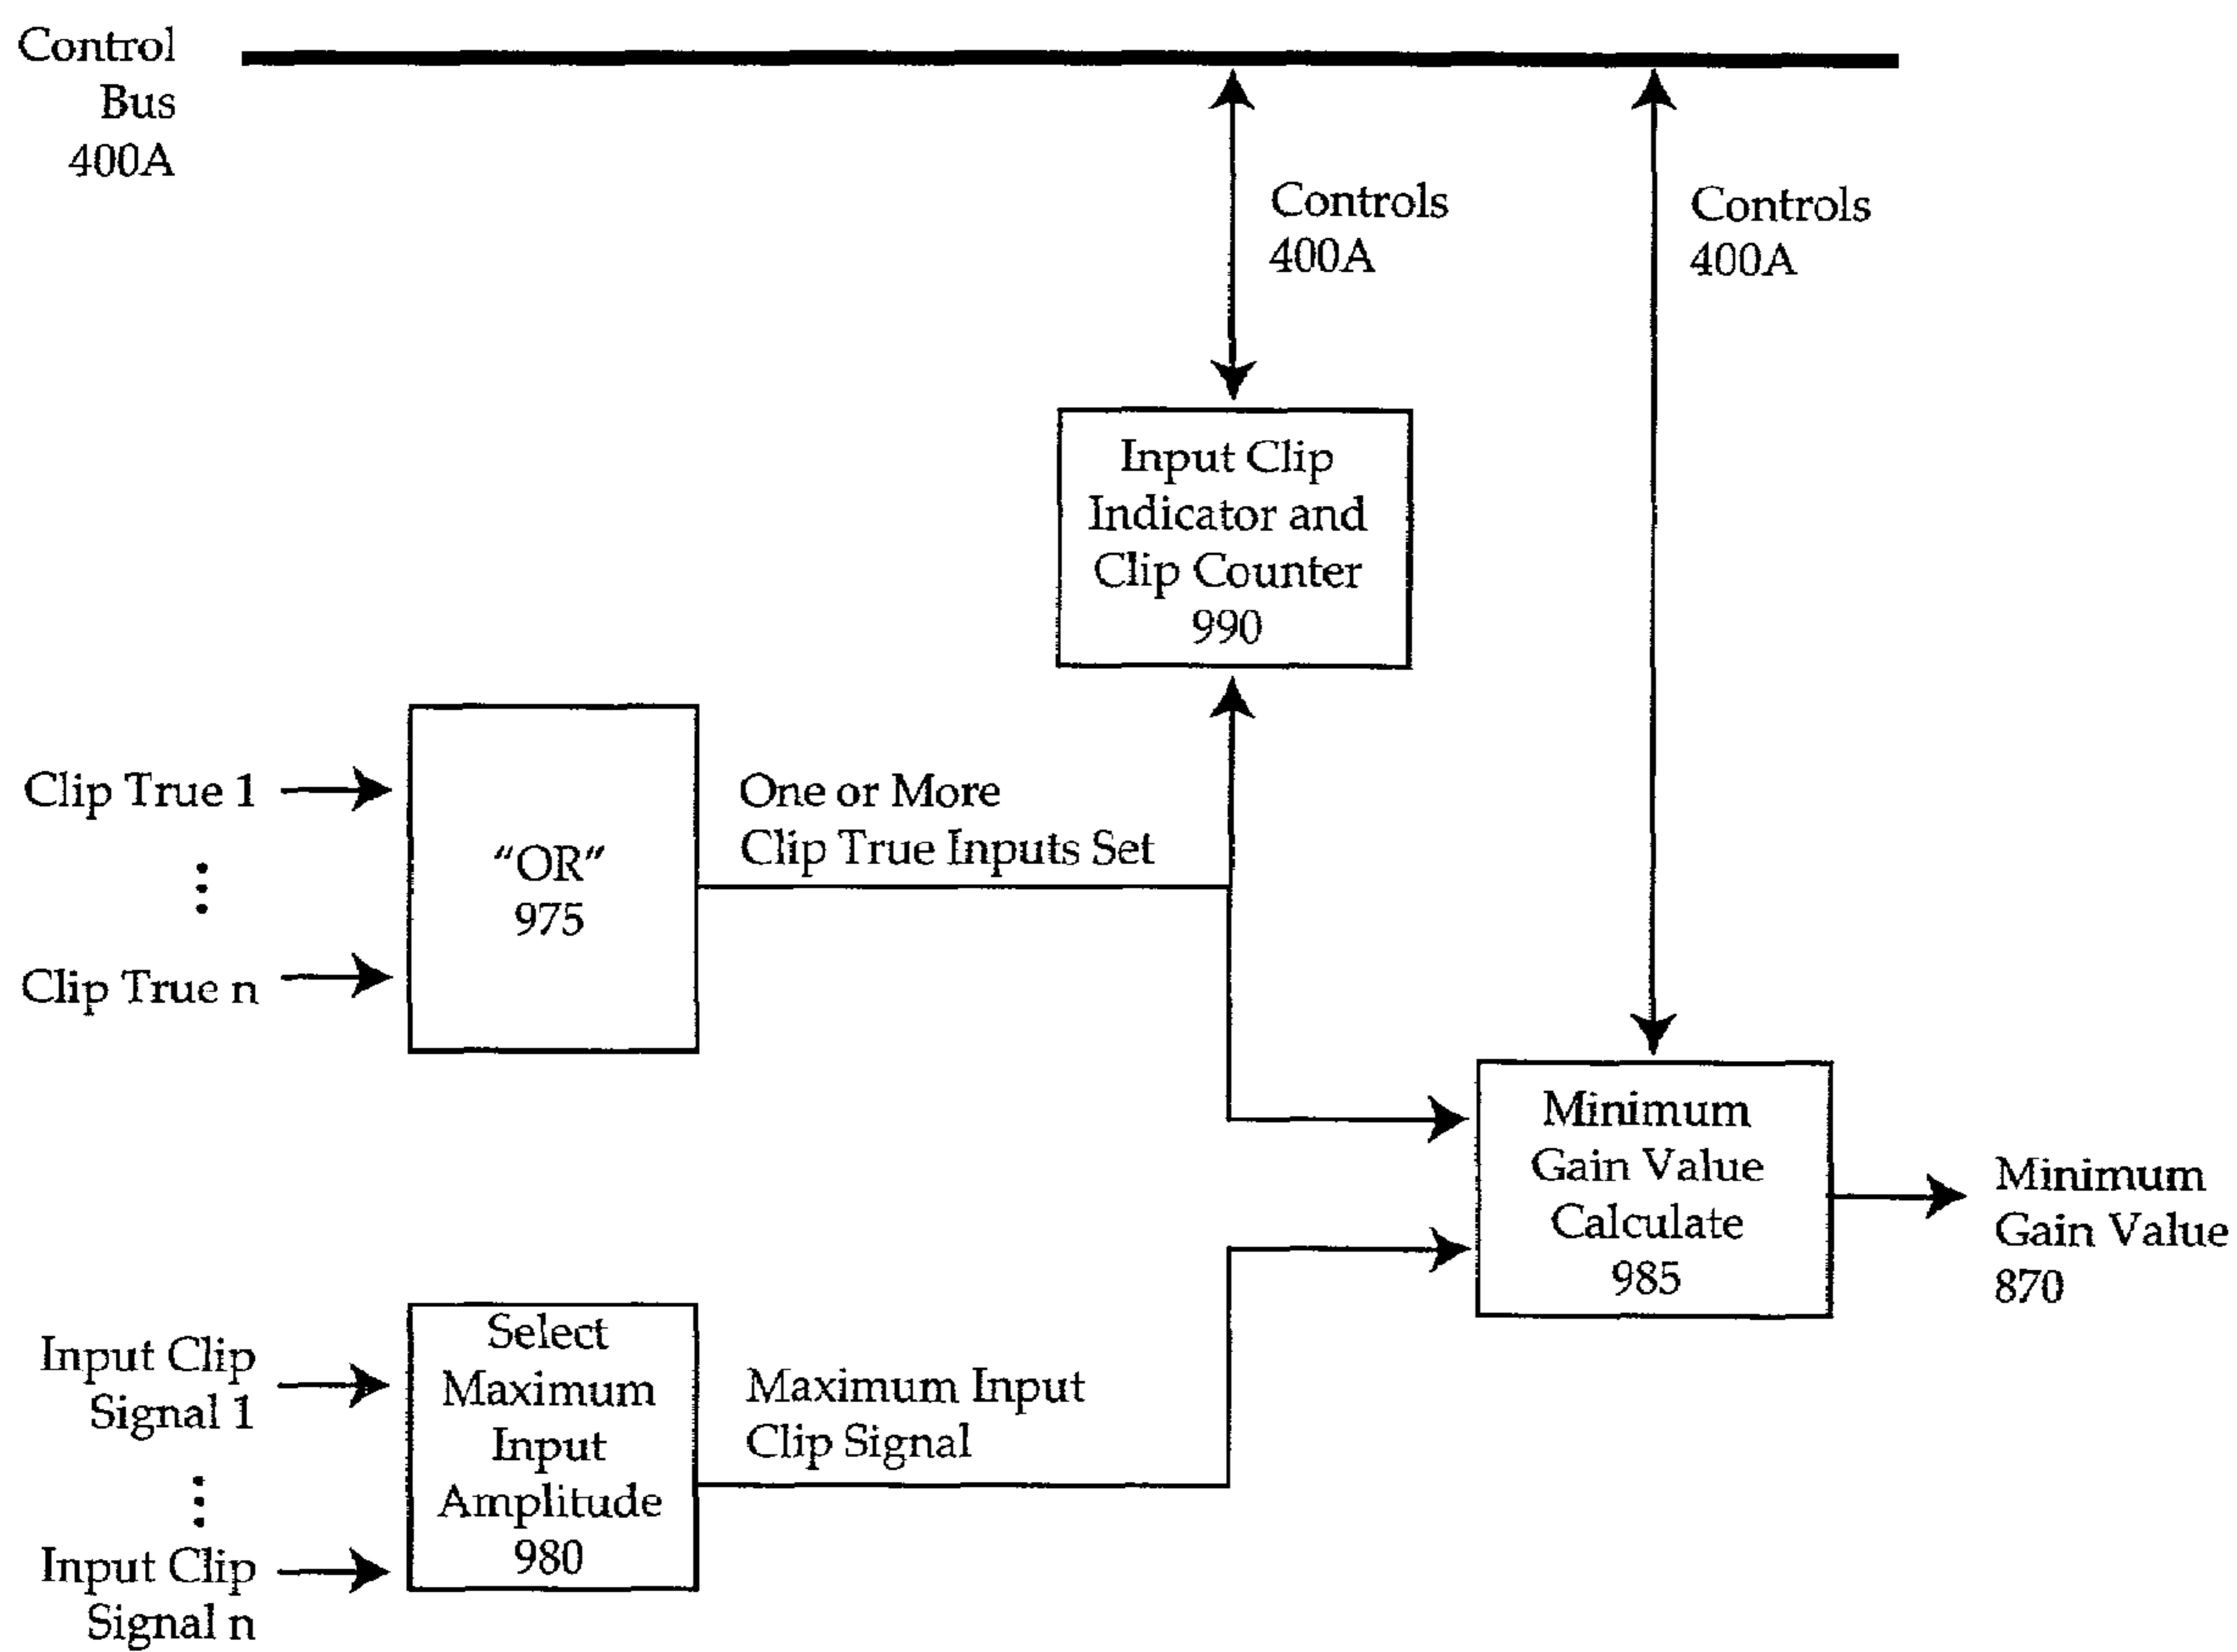 Control
Bus
400A
Controls
400A
Controls
400A
Input Clip
Indicator and
Clip Counter
990
Clip True 1
Clip True n
"OR"
975
One or More
Clip True Inputs Set
Minimum
Gain Value
Calculate
985
Minimum
Gain Value
870
Input Clip
Signal 1
Input Clip
Signal n
Select
Maximum
Input
Amplitude
980
Maximum Input
Clip Signal